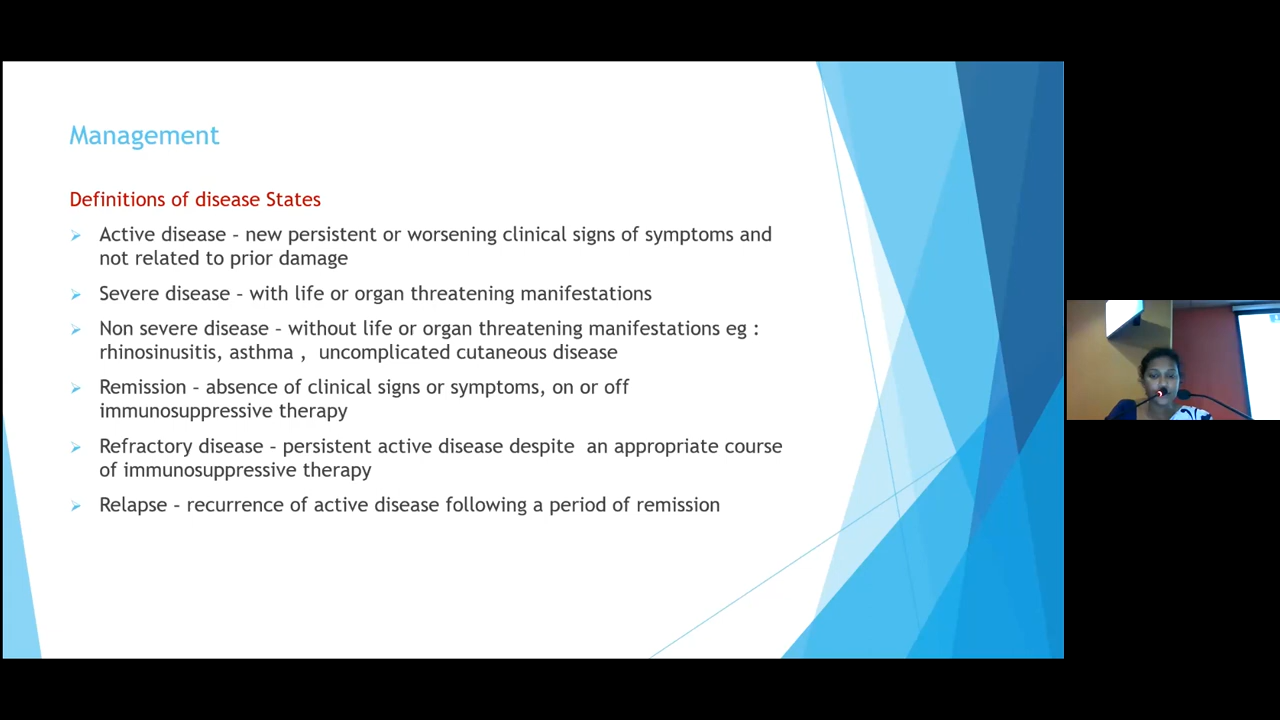 Management
Definitions of disease States
Active disease – new persistent or worsening clinical signs of symptoms and
not related to prior damage
Severe disease – with life or organ threatening manifestations
Non severe disease – without life or organ threatening manifestations eg :
rhinosinusitis, asthma , uncomplicated cutaneous disease
Remission – absence of clinical signs or symptoms, on or off
immunosuppressive therapy
Refractory disease – persistent active disease despite an appropriate course
of immunosuppressive therapy
Relapse – recurrence of active disease following a period of remission